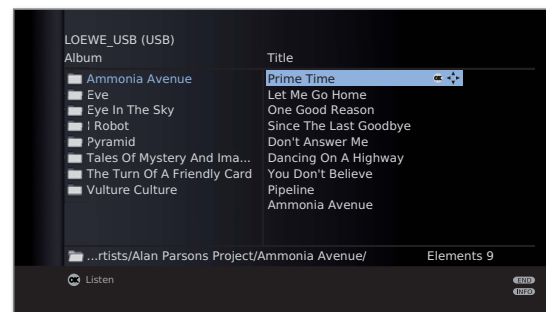 LOEWE_USB (USB)
Album Title
Ammonia Avenue Prime Time OK
Eve Let Me Go Home
Eye In The Sky One Good Reason
I Robot Since The Last Goodbye
Pyramid Don't Answer Me
Tales Of Mystery And Ima... Dancing On A Highway
The Turn Of A Friendly Card You Don't Believe
Vulture Culture Pipeline
Ammonia Avenue
...rtists/Alan Parsons Project/Ammonia Avenue/ Elements 9
OK Listen END
INFO